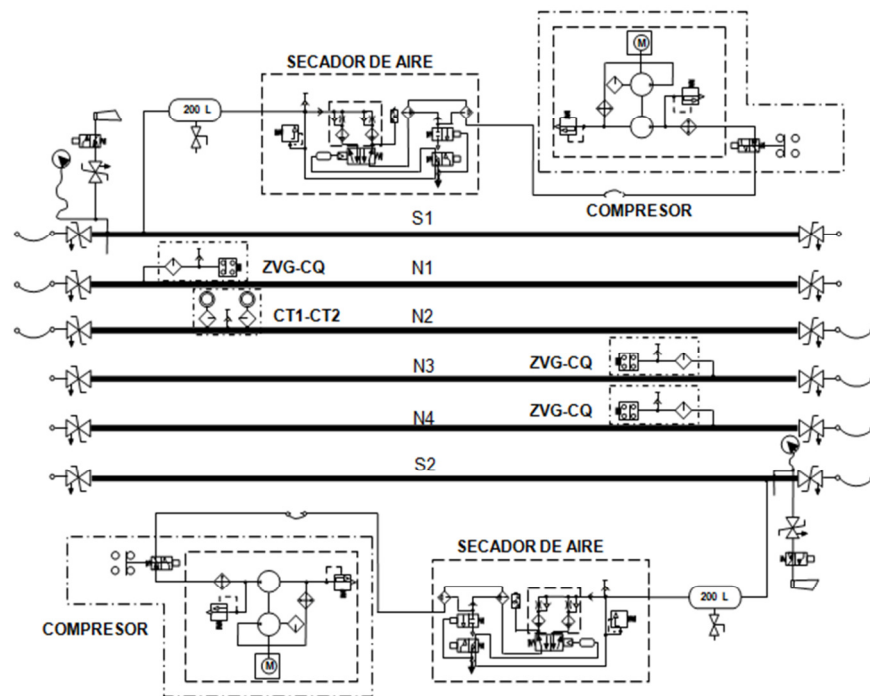 SECADOR DE AIRE
M
200 L
COMPRESOR
S1
ZVG-CQ
N1
CT1-CT2
N2
N3
ZVG-CQ
N4
ZVG-CQ
S2
SECADOR DE AIRE
200 L
COMPRESOR
M